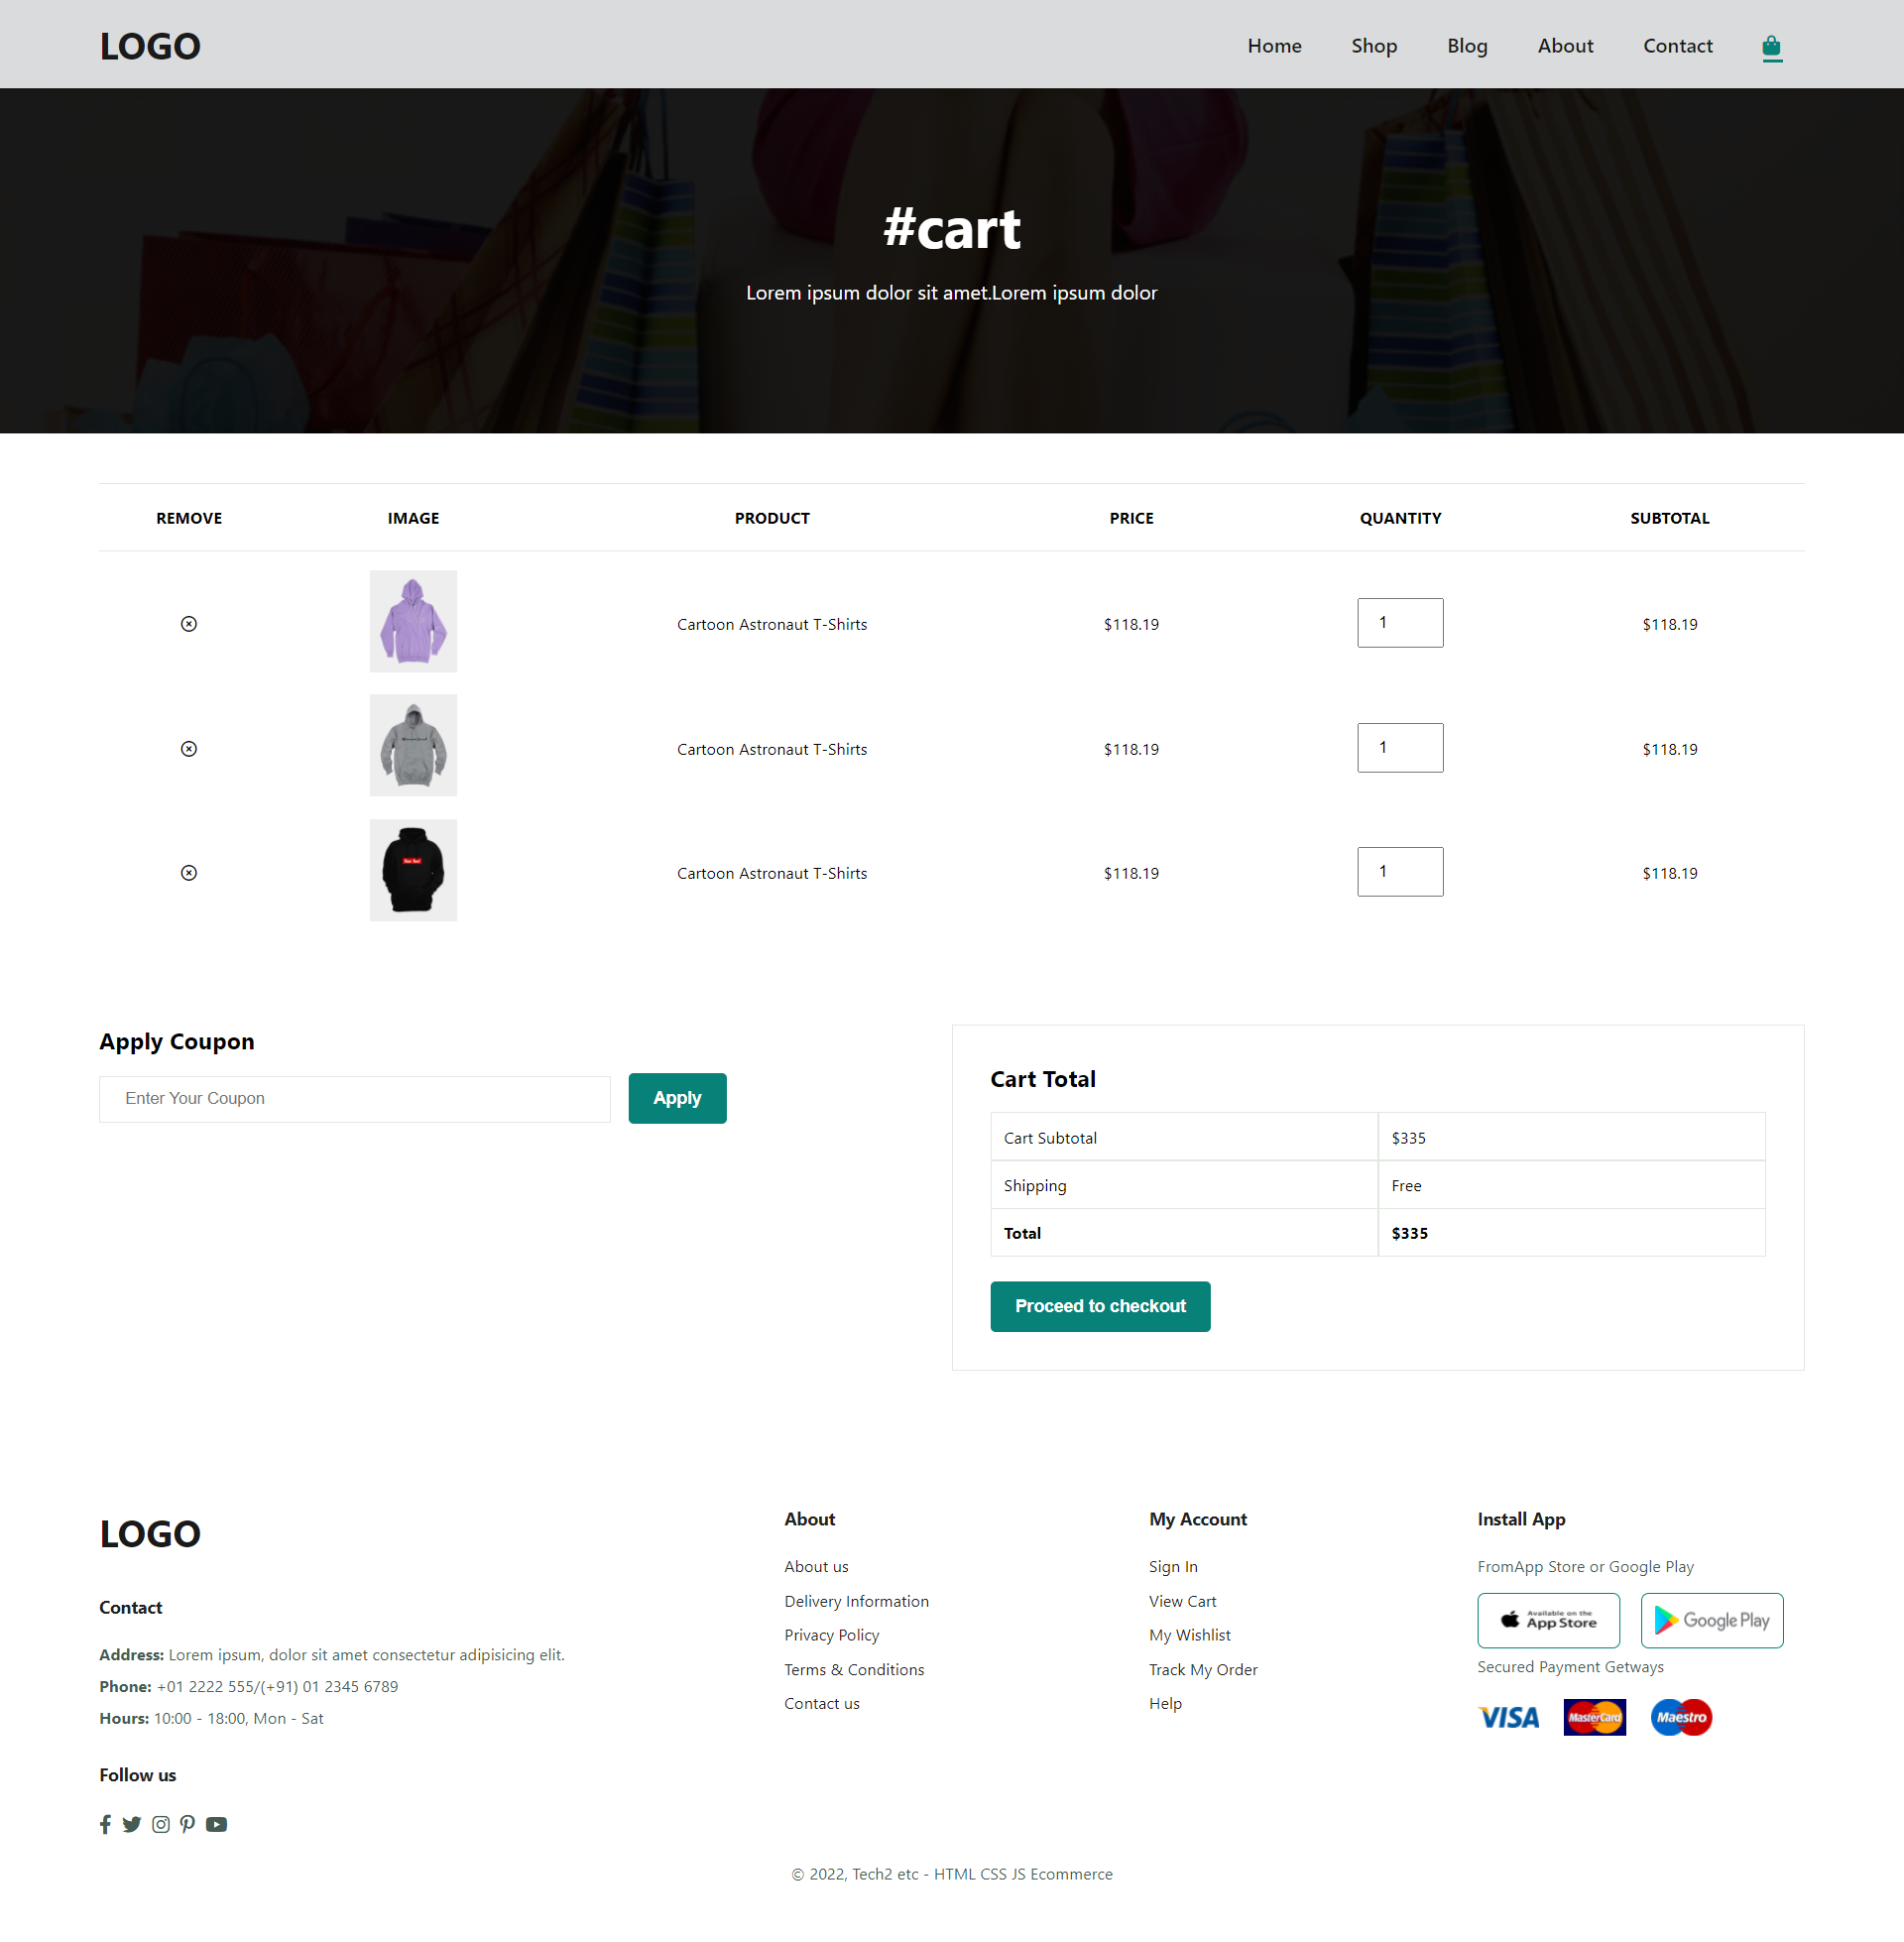 LOGO
Home Shop Blog About Contact
#cart
Lorem ipsum dolor sit amet.Lorem ipsum dolor
REMOVE IMAGE PRODUCT PRICE QUANTITY SUBTOTAL
Cartoon Astronaut T-Shirts $118.19 1 $118.19
Cartoon Astronaut T-Shirts $118.19 1 $118.19
Cartoon Astronaut T-Shirts $118.19 1 $118.19
Apply Coupon
Enter Your Coupon Apply
Cart Total
Cart Subtotal $335
Shipping Free
Total $335
Proceed to checkout
LOGO
Contact
Address: Lorem ipsum, dolor sit amet consectetur adipisicing elit.
Phone: +01 2222 555/(+91) 01 2345 6789
Hours: 10:00 - 18:00, Mon - Sat
Follow us
About
About us
Delivery Information
Privacy Policy
Terms & Conditions
Contact us
My Account
Sign In
View Cart
My Wishlist
Track My Order
Help
Install App
FromApp Store or Google Play
Available on the
App Store
Google Play
Secured Payment Getways
VISA MasterCard Maestro
© 2022, Tech2 etc - HTML CSS JS Ecommerce